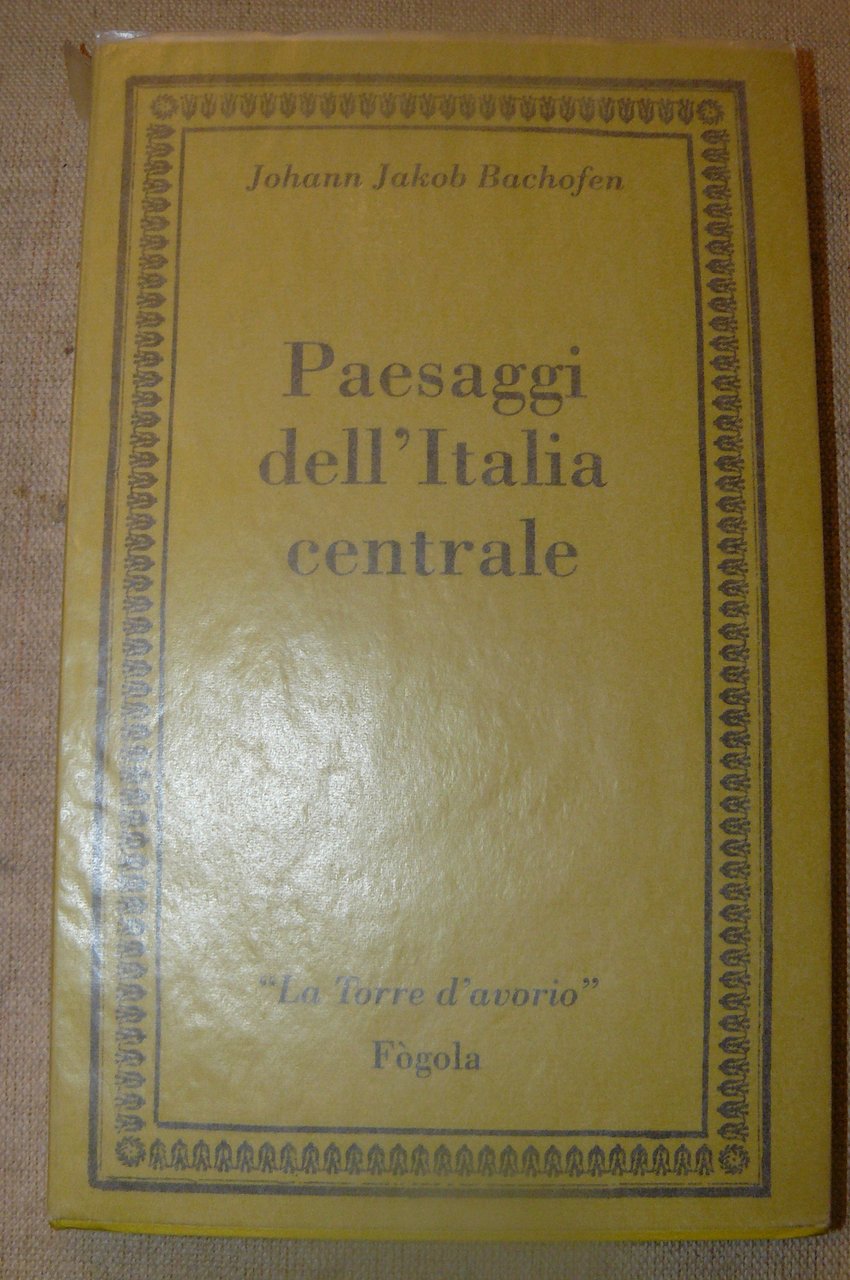 Johann Jakob Bachofen
Paesaggi
dell’Italia
centrale
“La Torre d’avorio”
Fògola